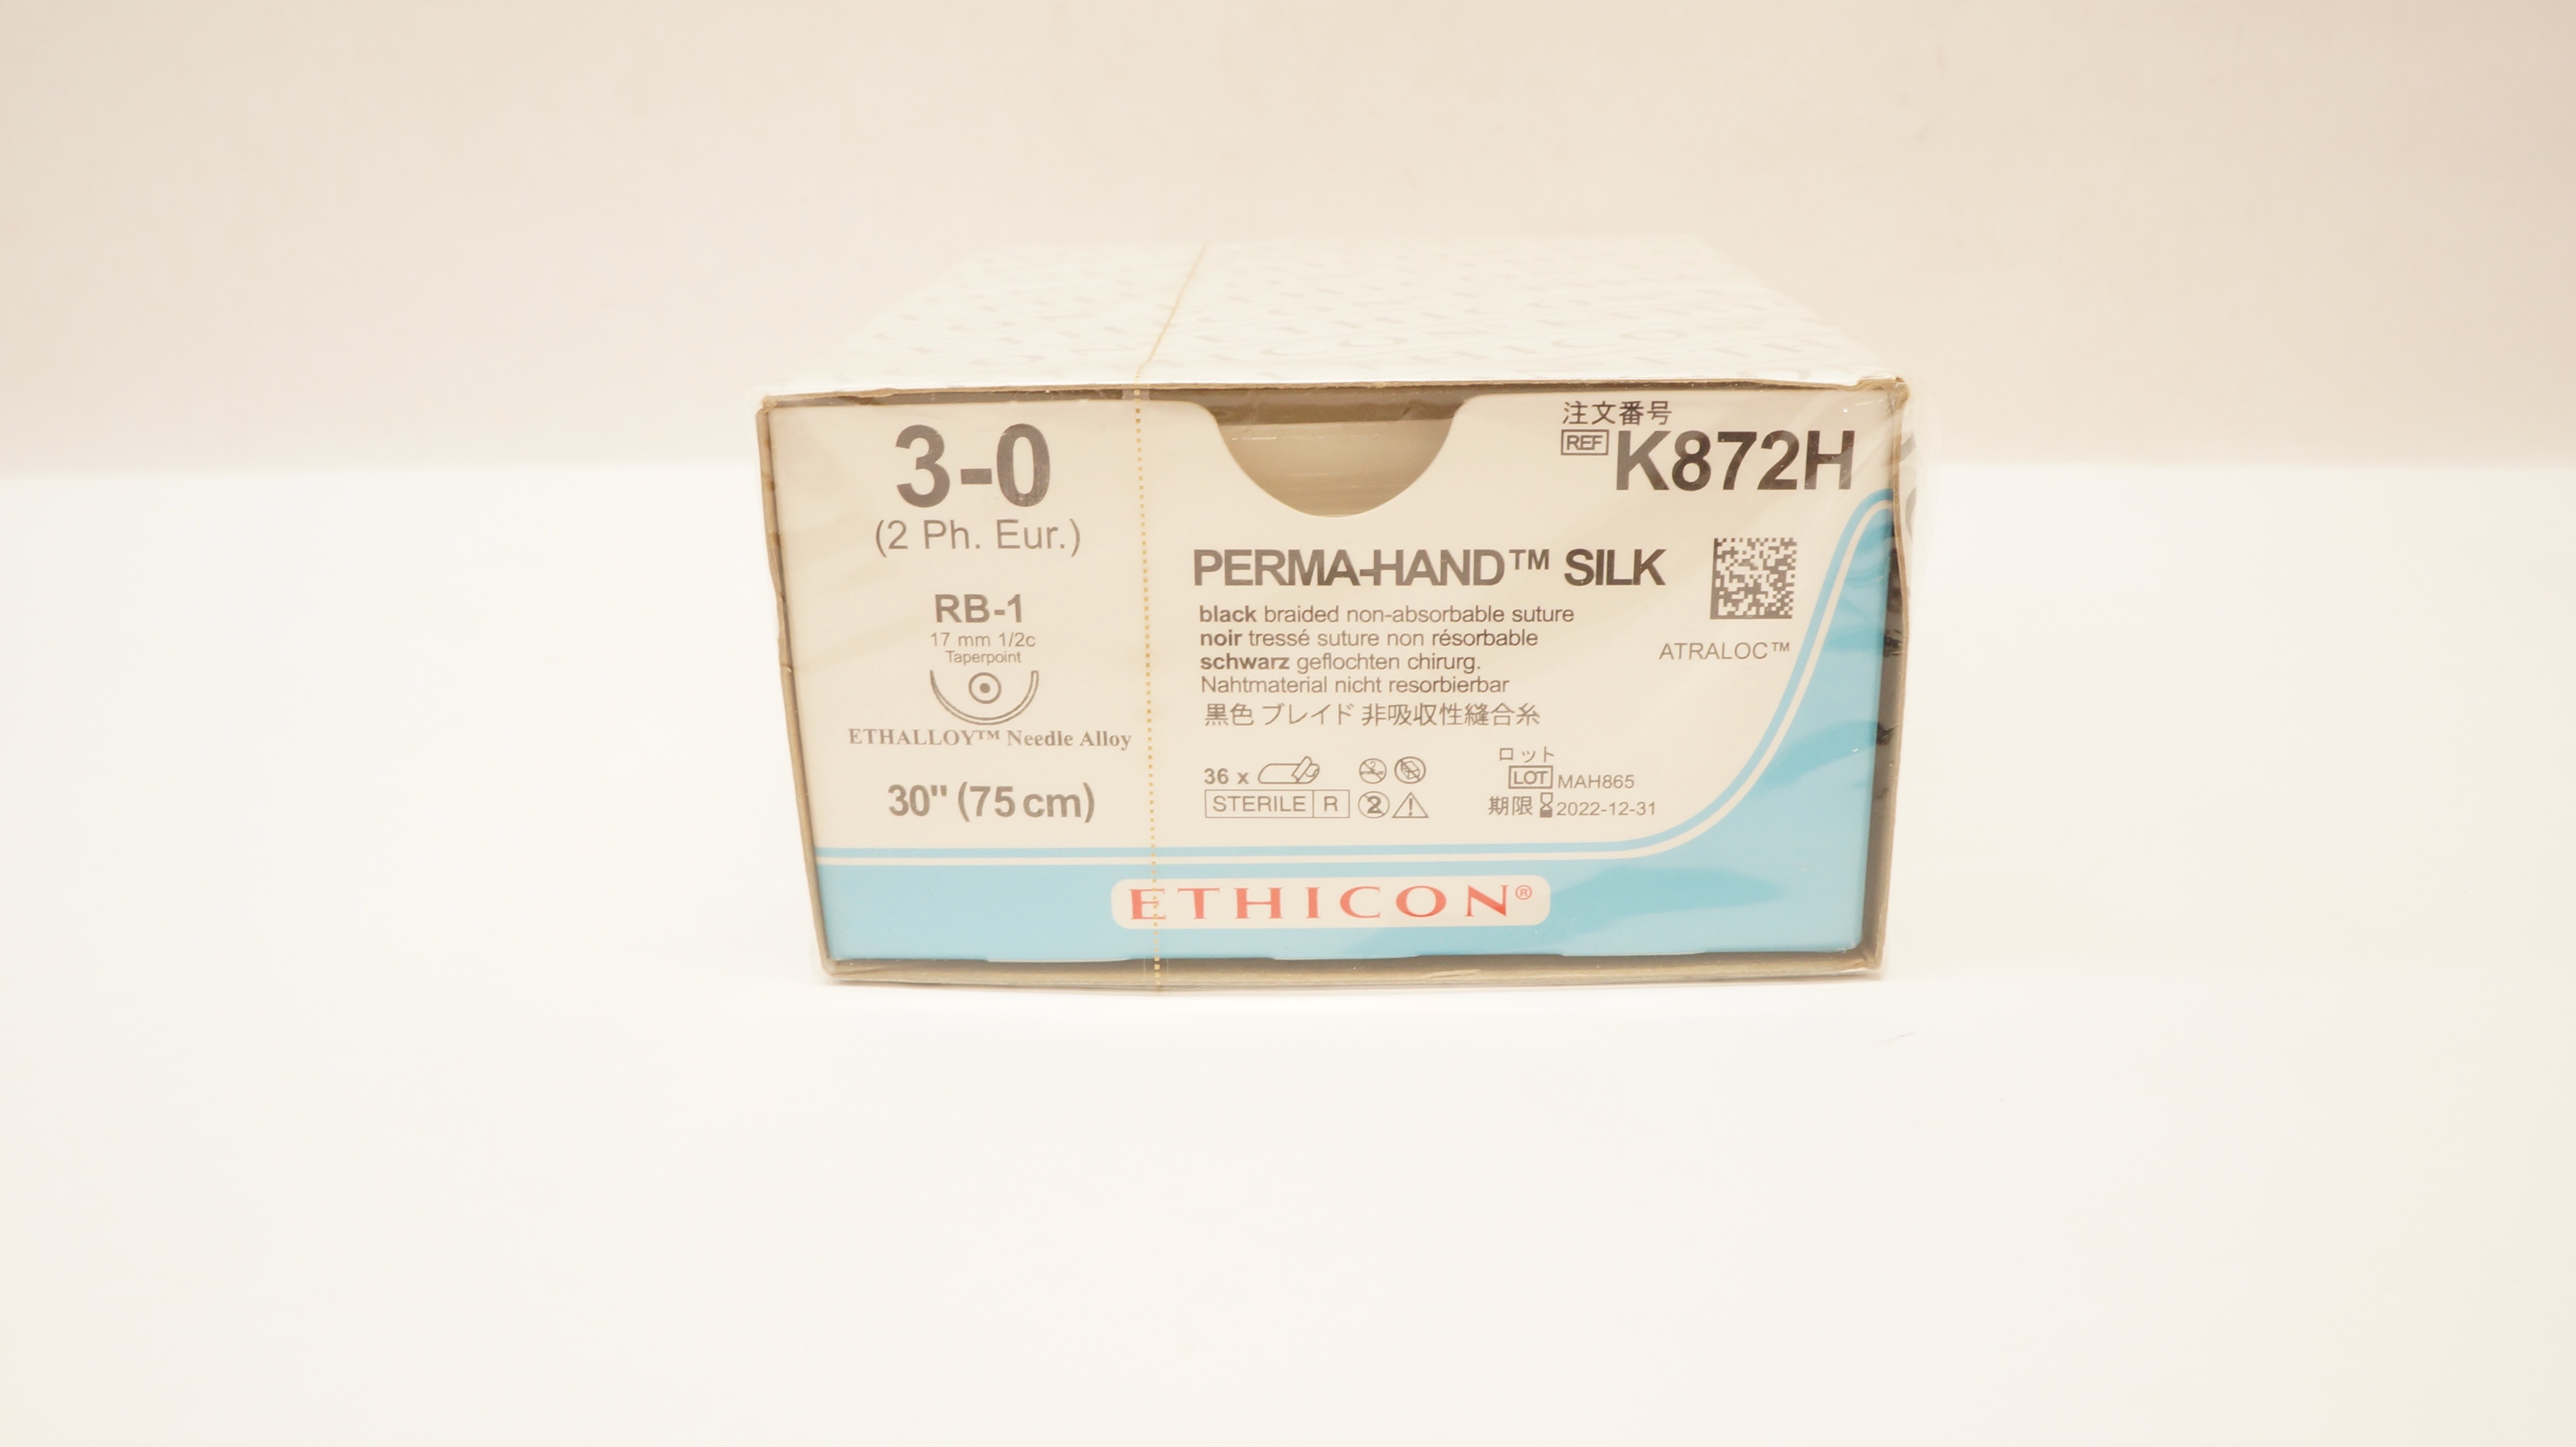 3-0
(2 Ph. Eur.)
RB-1
17 mm 1/2c
Taperpoint
ETHALLOY™ Needle Alloy
30" (75 cm)
注文番号
REF K872H
PERMA-HAND™ SILK
black braided non-absorbable suture
noir tressé suture non résorbable
schwarz geflochten chirurg.
Nahtmaterial nicht resorbierbar
黒色 ブレイド 非吸収性縫合糸
ATRALOC™
36 x
STERILE R
2
ロット
LOT MAH865
期限 2022-12-31
ETHICON®